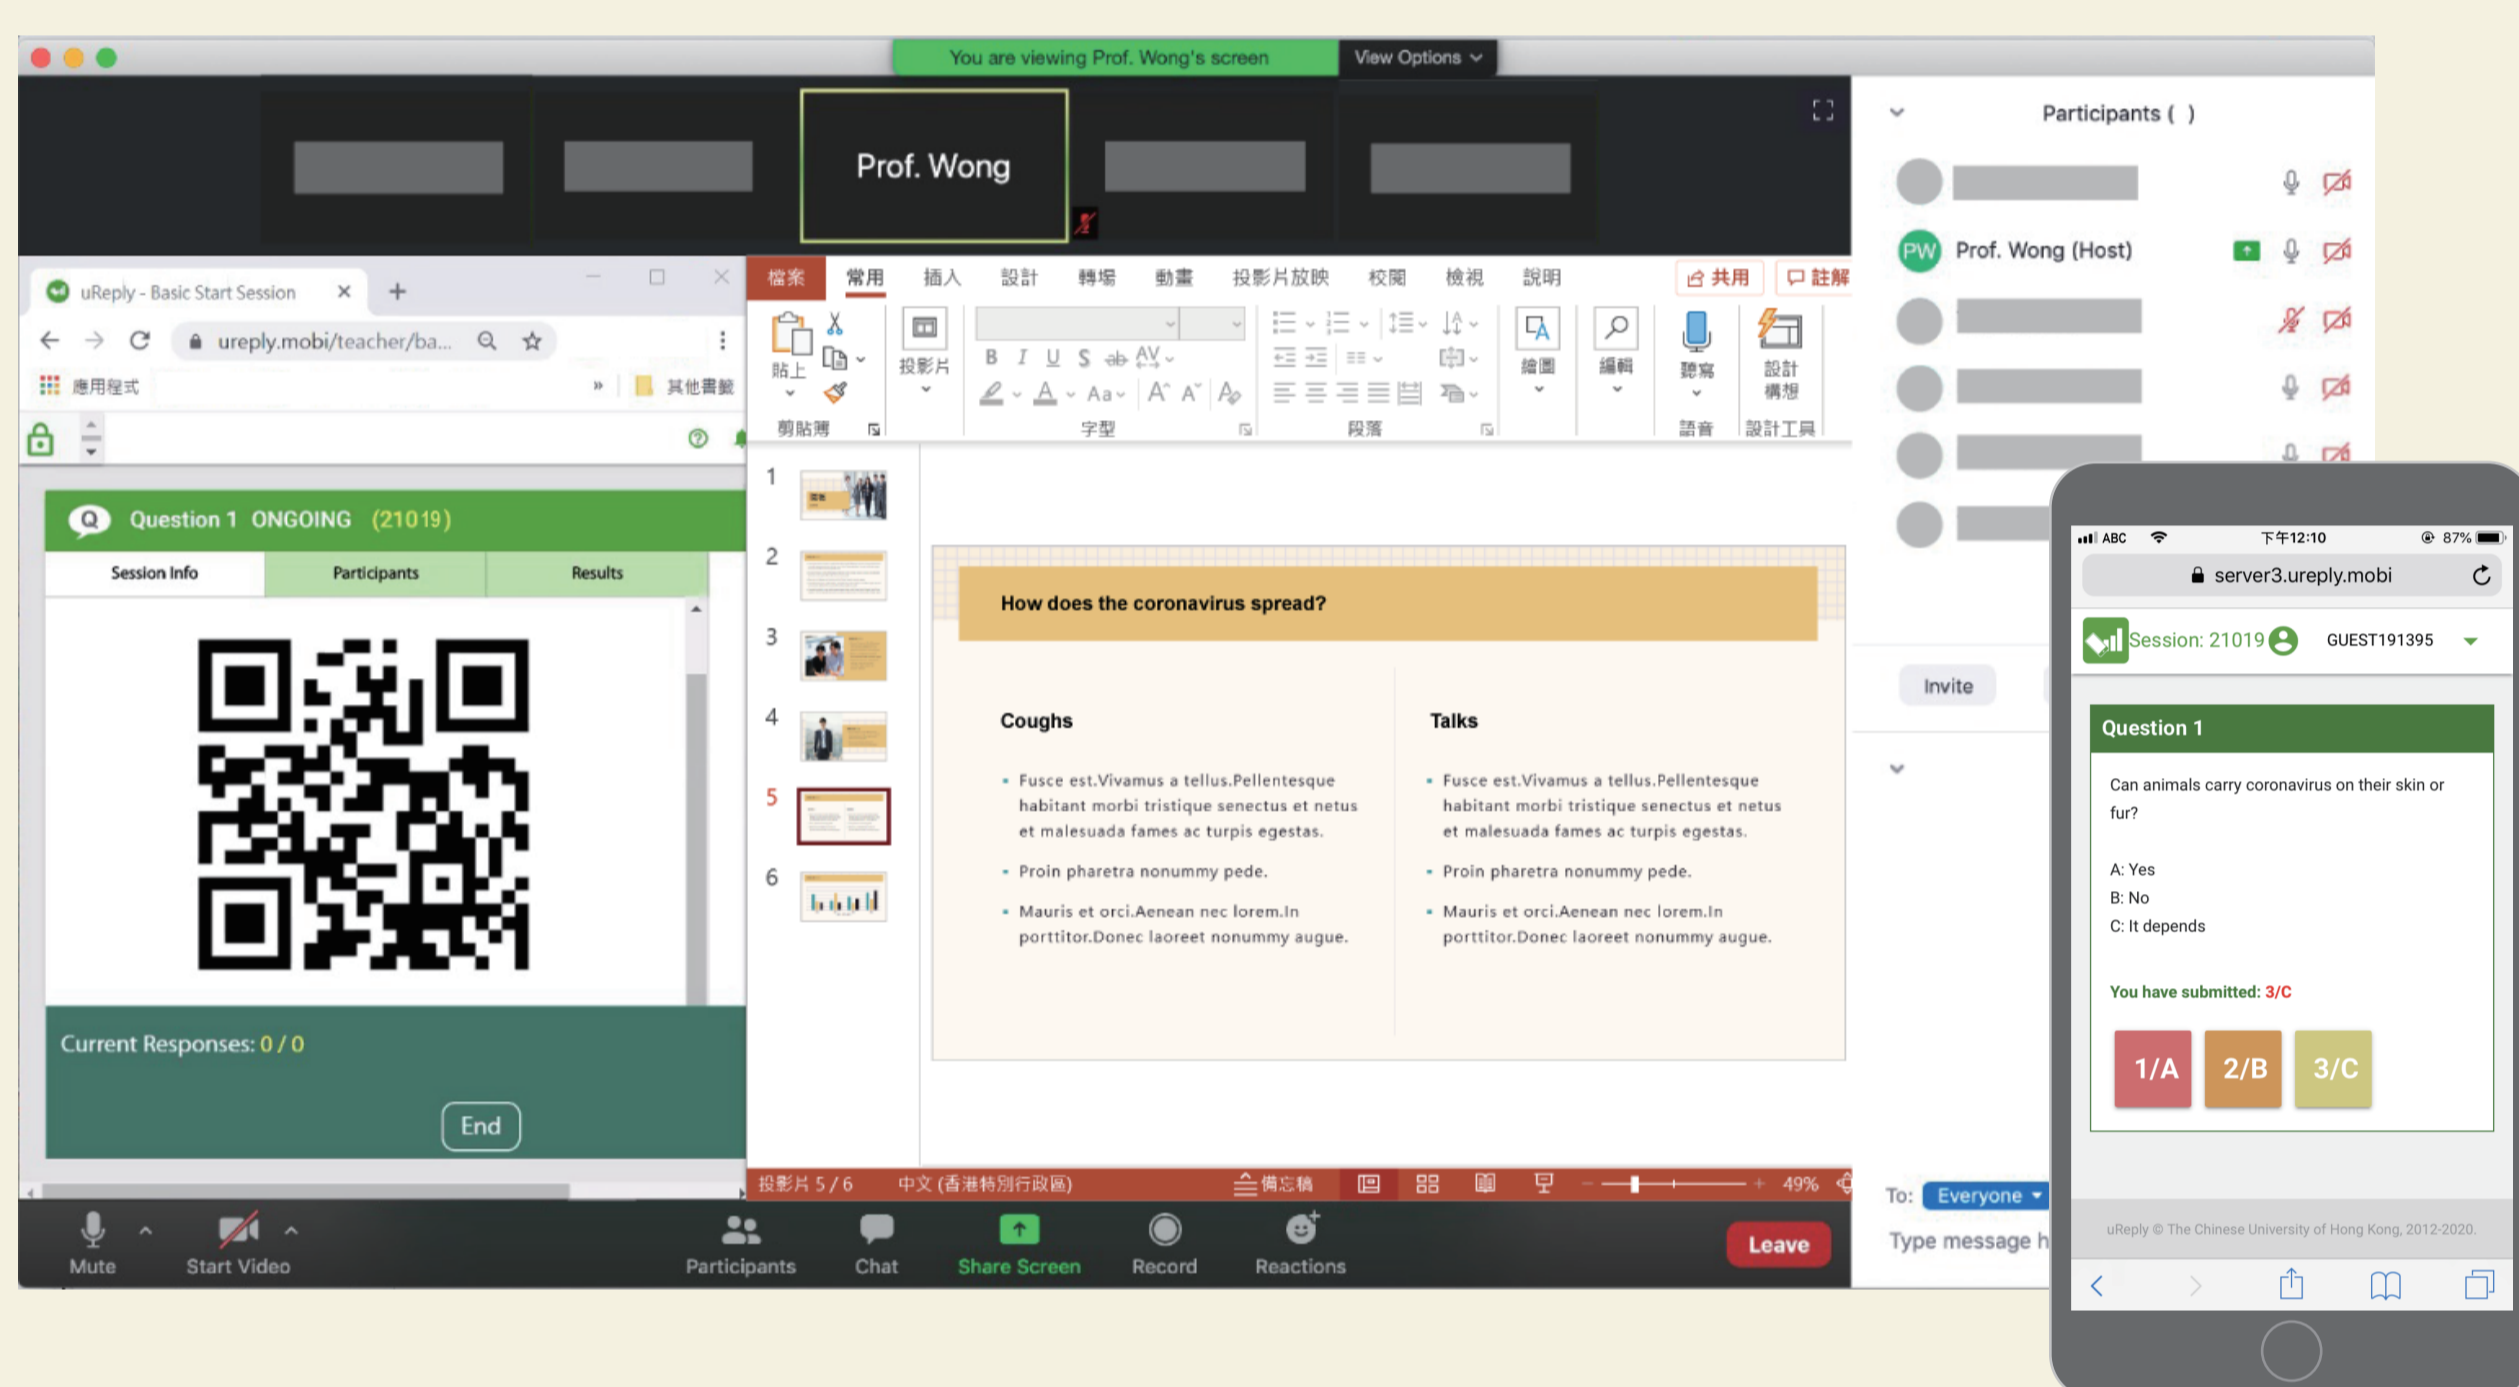 You are viewing Prof. Wong's screen
View Options
Prof. Wong
Participants ( )
PW Prof. Wong (Host)
Invite
To: Everyone
Type message h
uReply - Basic Start Session
ureply.mobi/teacher/ba...
應用程式
» 其他書籤
Q Question 1 ONGOING (21019)
Session Info Participants Results
Current Responses: 0 / 0
End
檔案 常用 插入 設計 轉場 動畫 投影片放映 校閱 檢視 說明 共用 註解
貼上
投影片
B I U S ab AV
A Aa A A A
繪圖
編輯
聽寫
設計
構想
剪貼簿 字型 段落 語音 設計工具
1
2
3
4
5
6
How does the coronavirus spread?
Coughs
Fusce est.Vivamus a tellus.Pellentesque
habitant morbi tristique senectus et netus
et malesuada fames ac turpis egestas.
Proin pharetra nonummy pede.
Mauris et orci.Aenean nec lorem.In
porttitor.Donec laoreet nonummy augue.
Talks
Fusce est.Vivamus a tellus.Pellentesque
habitant morbi tristique senectus et netus
et malesuada fames ac turpis egestas.
Proin pharetra nonummy pede.
Mauris et orci.Aenean nec lorem.In
porttitor.Donec laoreet nonummy augue.
投影片 5 / 6 中文 (香港特別行政區) 備忘稿 49%
Mute
Start Video
Participants
Chat
Share Screen
Record
Reactions
Leave
ABC 下午12:10 87%
server3.ureply.mobi
Session: 21019 GUEST191395
Question 1
Can animals carry coronavirus on their skin or
fur?
A: Yes
B: No
C: It depends
You have submitted: 3/C
1/A 2/B 3/C
uReply © The Chinese University of Hong Kong, 2012-2020.